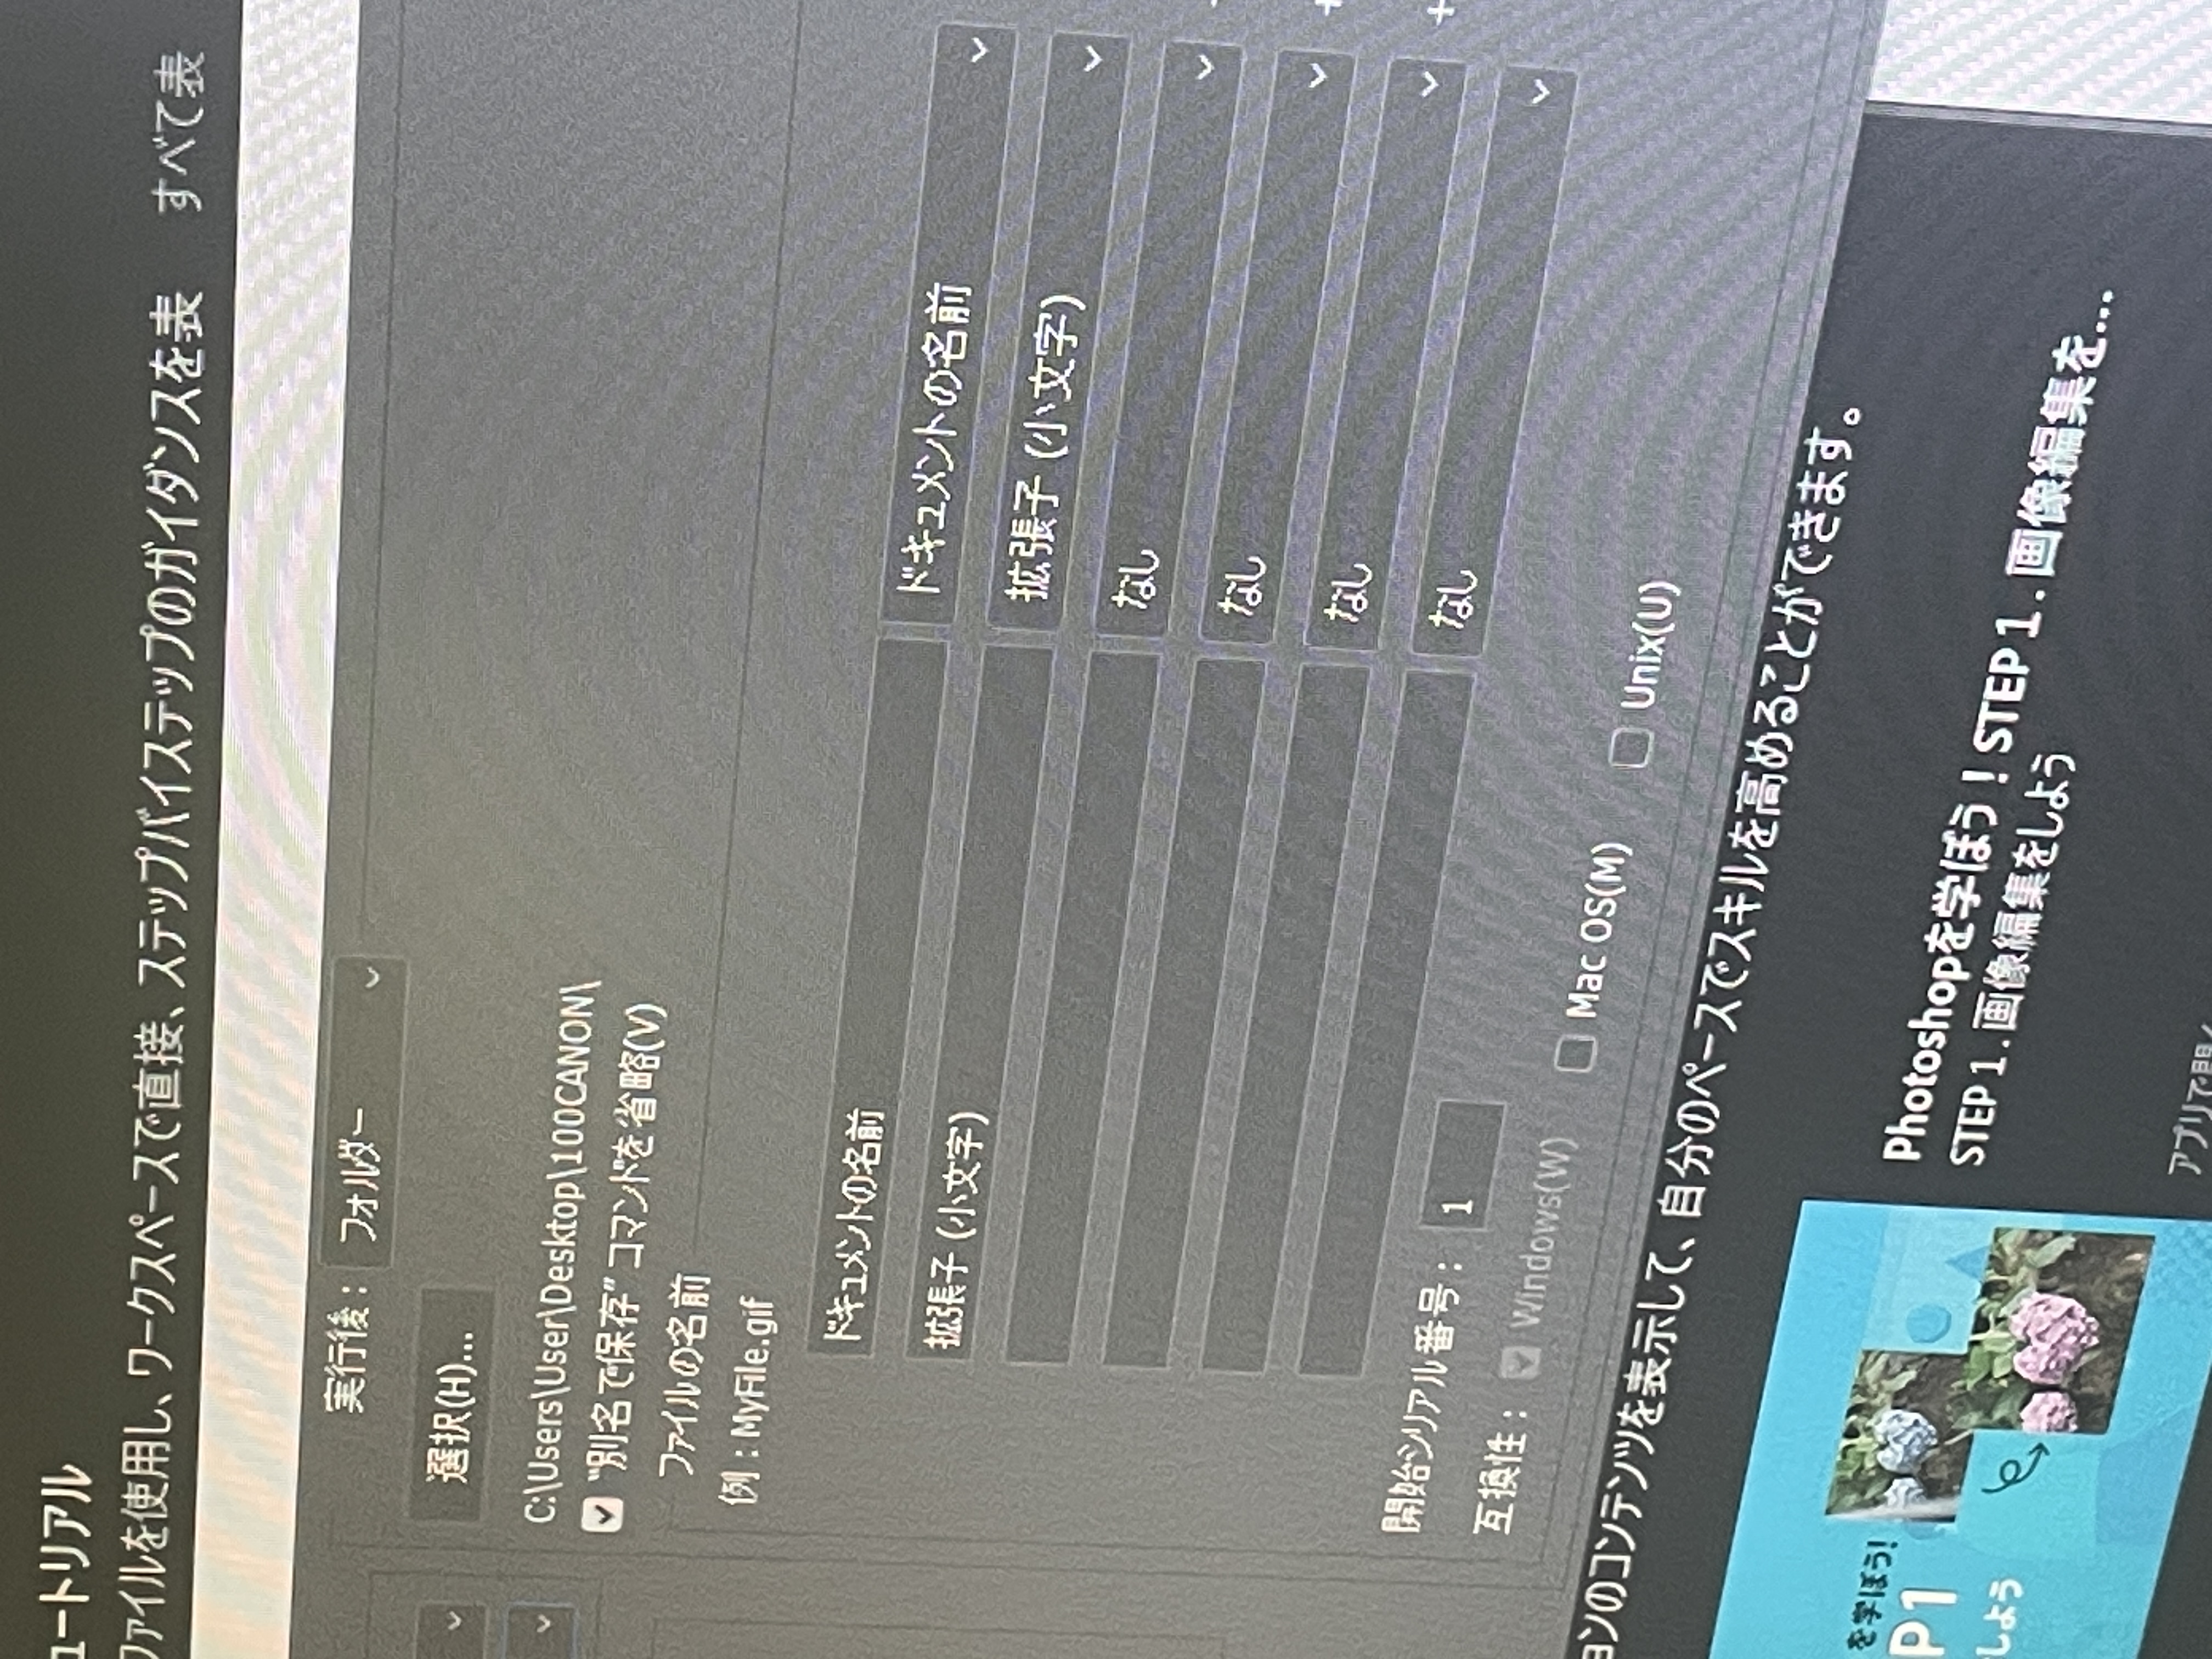 ュートリアル
ファイルを使用し、ワークスペースで直接、ステップバイステップのガイダンスを表 すべて表
実行後： フォルダー
選択(H)...
C:\Users\User\Desktop\100CANON\
“別名で保存” コマンドを省略(V)
ファイルの名前
例：MyFile.gif
ドキュメントの名前 ドキュメントの名前
拡張子 (小文字) 拡張子 (小文字)
なし
なし
なし
なし
開始シリアル番号： 1
互換性： Windows(W) Mac OS(M) Unix(U)
ョンのコンテンツを表示して、自分のペースでスキルを高めることができます。
を学ぼう!
P1
しよう
Photoshopを学ぼう！STEP 1 . 画像編集を...
STEP 1 . 画像編集をしよう
アプリで開く